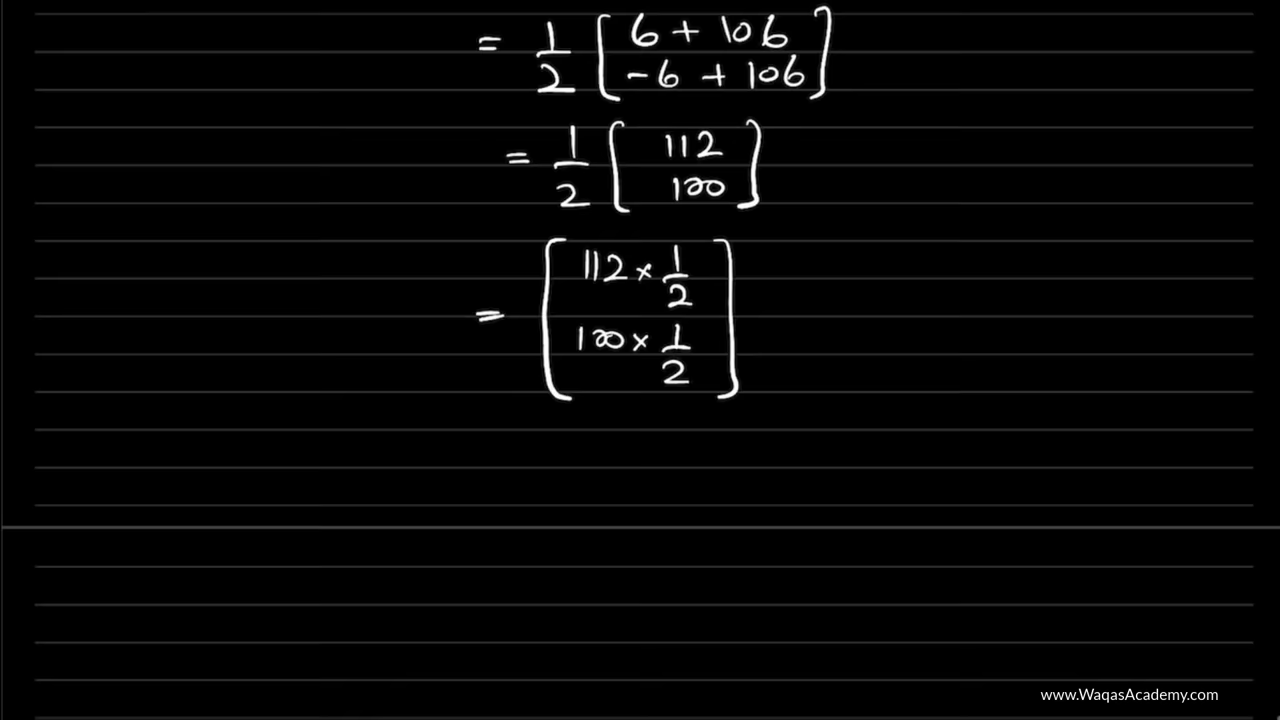 = 1/2 [ 6 + 106
-6 + 106 ]
= 1/2 [ 112
100 ]
= [ 112 × 1/2
100 × 1/2 ]
www.WaqasAcademy.com